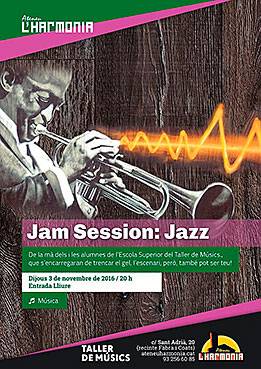 Ateneu
L'HARMONIA
Jam Session: Jazz
De la mà dels i les alumnes de l'Escola Superior del Taller de Músics,
que s'encarregaran de trencar el gel, l'escenari, però, també pot ser teu!
Dijous 3 de novembre de 2016 / 20 h
Entrada Lliure
Música
TALLER
DE MÚSICS
c/ Sant Adrià, 20
(recinte Fabra i Coats)
ateneuharmonia.cat
93 256 60 85
Ateneu
L'HARMONIA